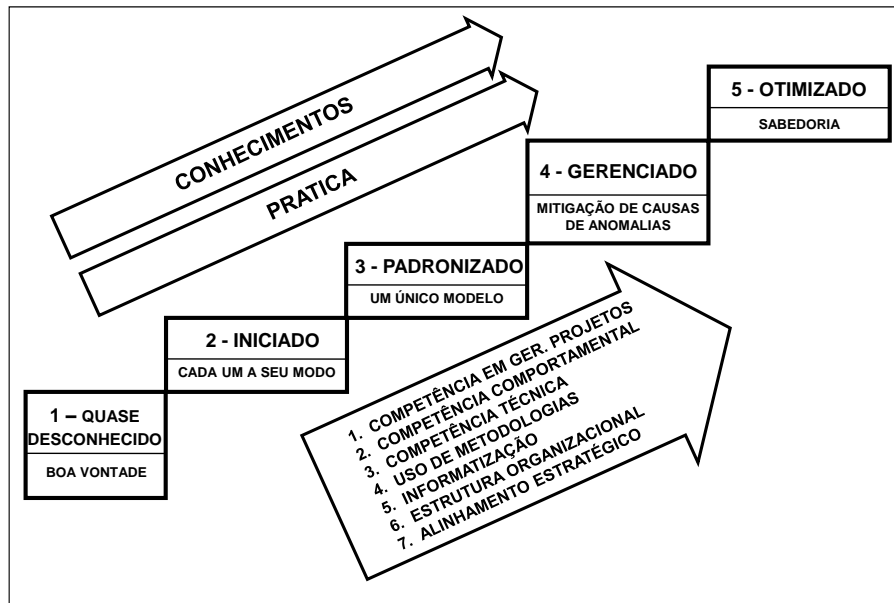 CONHECIMENTOS
PRATICA
5 - OTIMIZADO
SABEDORIA
4 - GERENCIADO
MITIGAÇÃO DE CAUSAS
DE ANOMALIAS
3 - PADRONIZADO
UM ÚNICO MODELO
2 - INICIADO
CADA UM A SEU MODO
1 – QUASE
DESCONHECIDO
BOA VONTADE
1. COMPETÊNCIA EM GER. PROJETOS
2. COMPETÊNCIA COMPORTAMENTAL
3. COMPETÊNCIA TÉCNICA
4. USO DE METODOLOGIAS
5. INFORMATIZAÇÃO
6. ESTRUTURA ORGANIZACIONAL
7. ALINHAMENTO ESTRATÉGICO